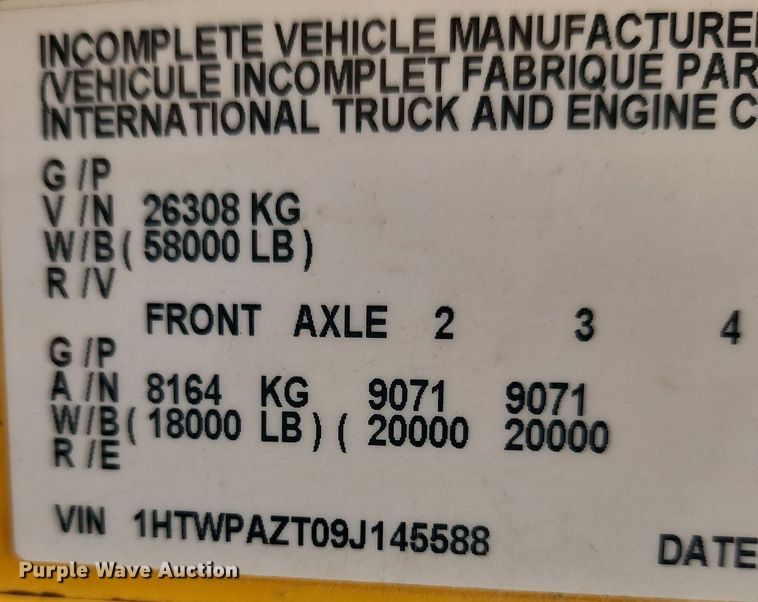 INCOMPLETE VEHICLE MANUFACTURE
(VEHICULE INCOMPLET FABRIQUE PAR
INTERNATIONAL TRUCK AND ENGINE C
G /P
V /N 26308 KG
W/B ( 58000 LB )
R /V
FRONT AXLE 2 3 4
G /P
A /N 8164 KG 9071 9071
W/B ( 18000 LB ) ( 20000 20000
R /E
VIN 1HTWPAZT09J145588
DATE
Purple Wave Auction